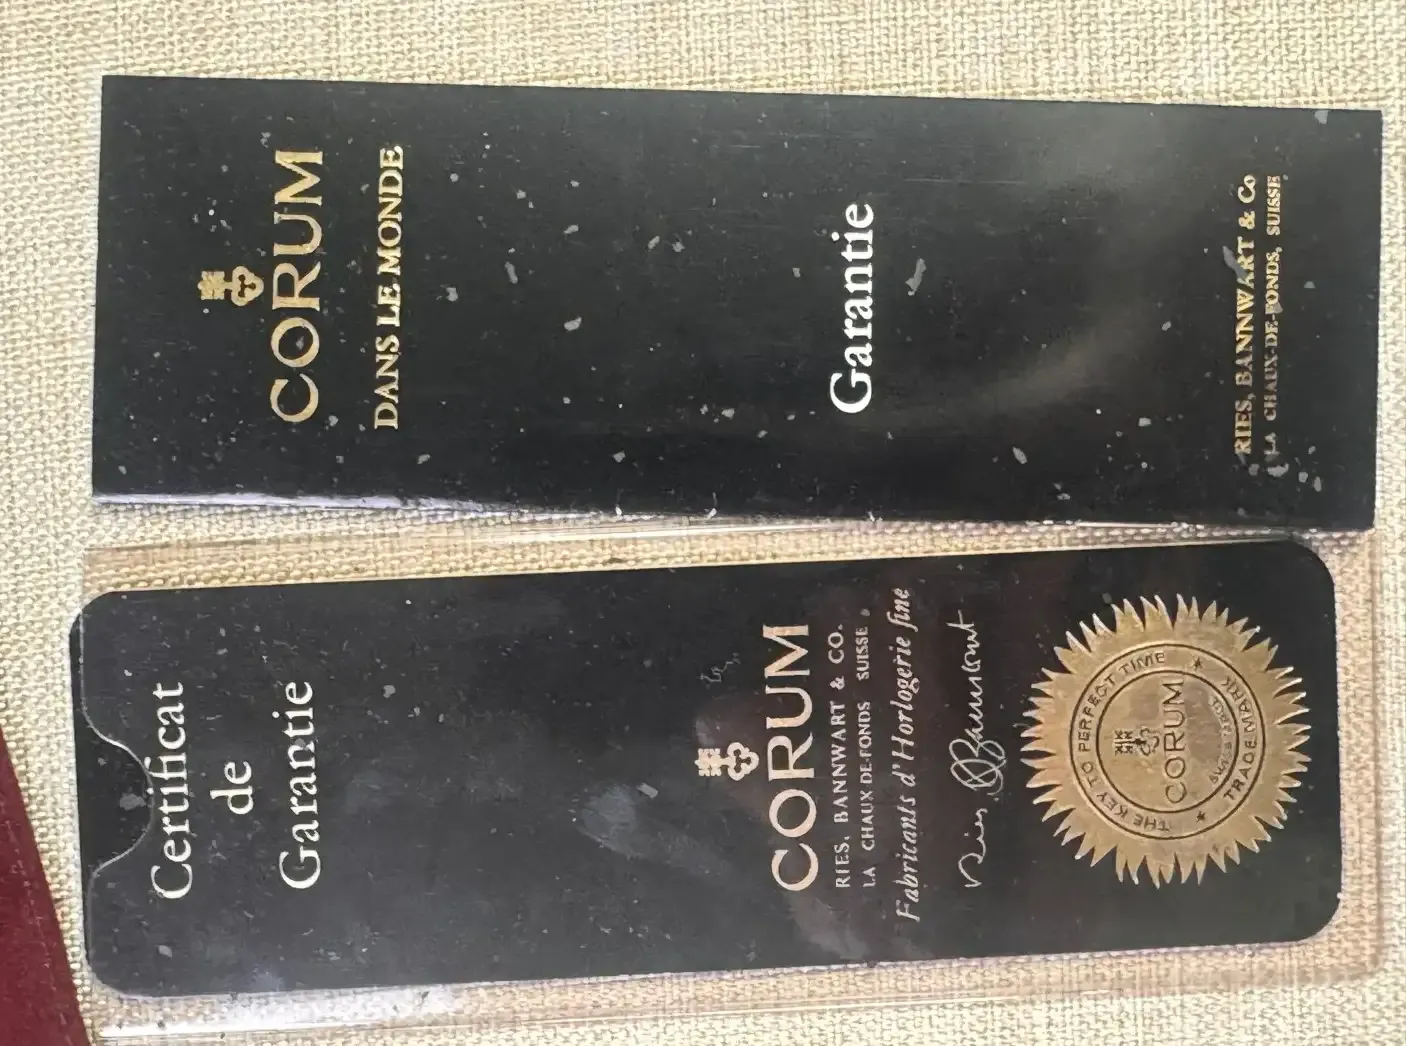 CORUM
DANS LE MONDE
Garantie
RIES, BANNWART & Co
LA CHAUX-DE-FONDS, SUISSE
Certificat
de
Garantie
CORUM
RIES, BANNWART & CO.
LA CHAUX-DE-FONDS SUISSE
Fabricants d'Horlogerie fine
THE KEY TO PERFECT TIME
CORUM
TRADE MARK